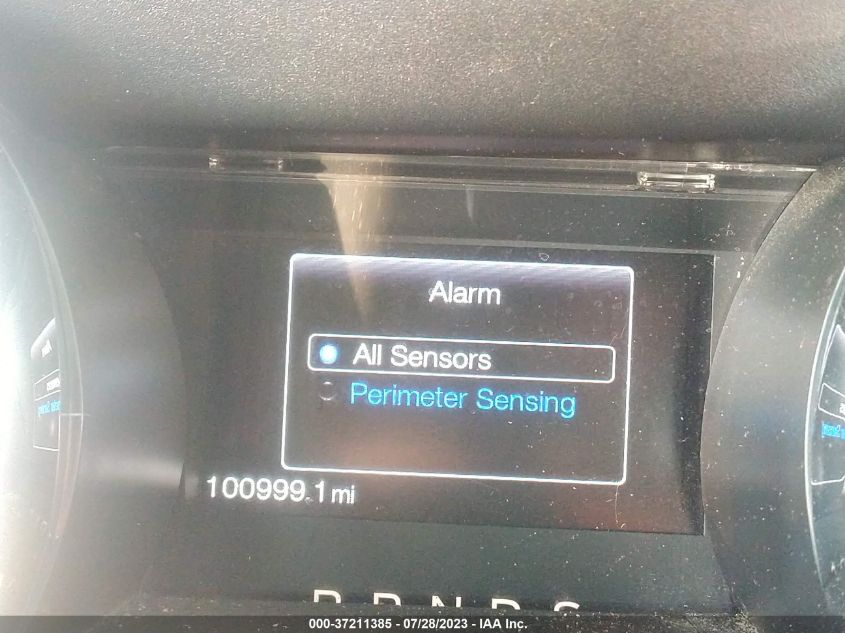 Alarm
All Sensors
Perimeter Sensing
100999.1 mi
P R N D S
000-37211385 - 07/28/2023 - IAA Inc.